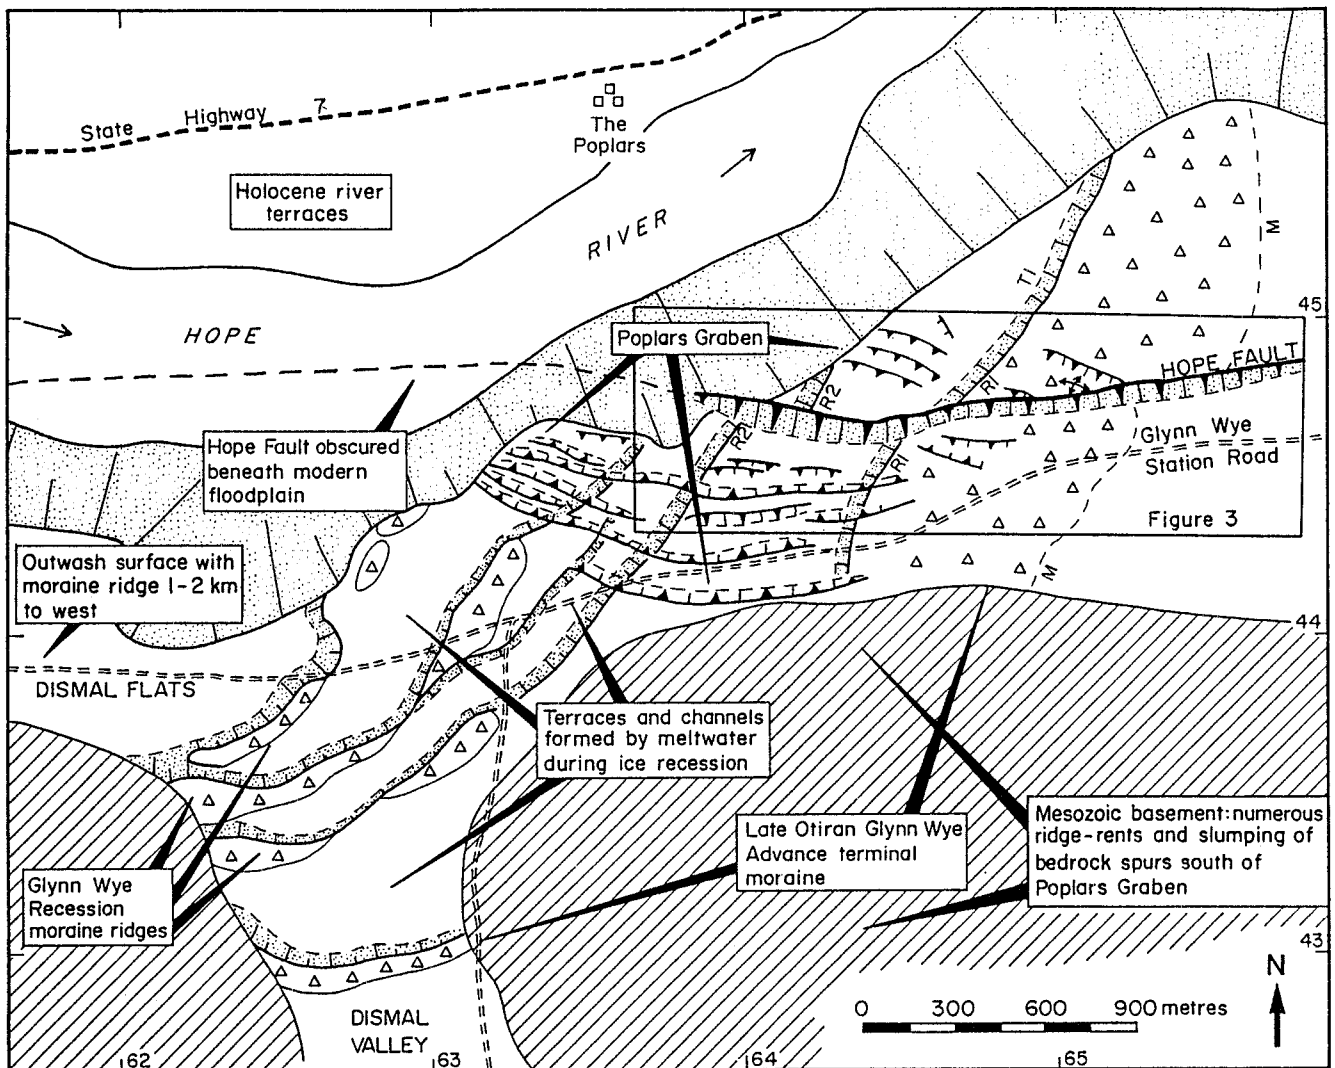 State Highway 7
The
Poplars
Holocene river
terraces
RIVER
HOPE
Poplars Graben
T1
M
45
HOPE FAULT
R2
R1
R2
R1
Glynn Wye
Station Road
Hope Fault obscured
beneath modern
floodplain
Figure 3
Outwash surface with
moraine ridge 1-2 km
to west
M
44
DISMAL FLATS
Terraces and channels
formed by meltwater
during ice recession
Late Otiran Glynn Wye
Advance terminal
moraine
Mesozoic basement: numerous
ridge-rents and slumping of
bedrock spurs south of
Poplars Graben
Glynn Wye
Recession
moraine ridges
43
N
0 300 600 900 metres
DISMAL
VALLEY
62 63 64 65